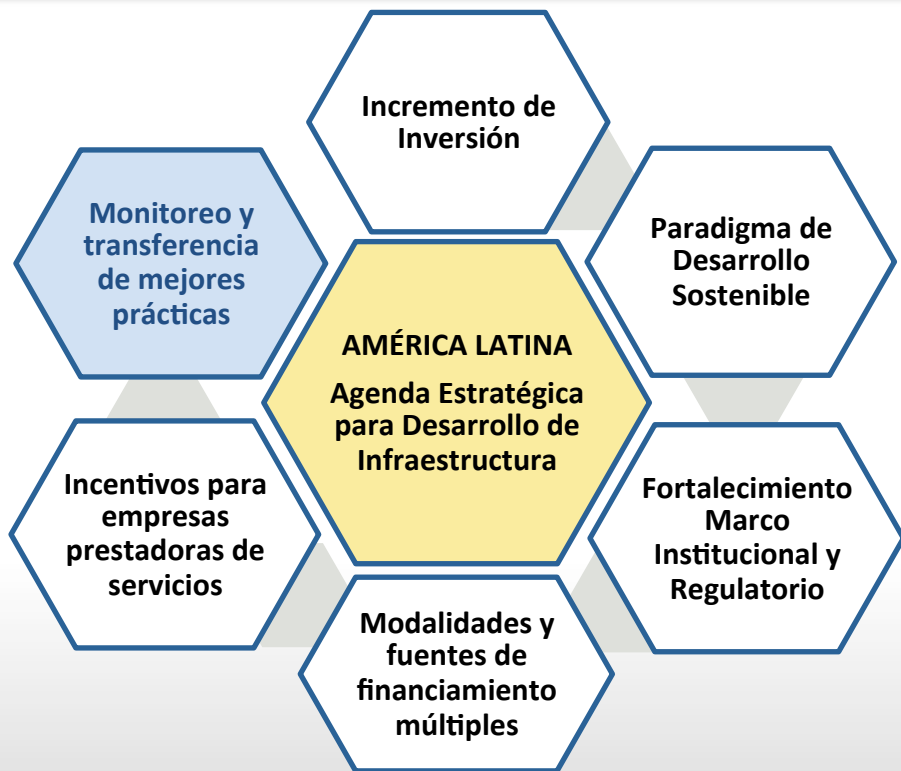 Incremento de
Inversión
Monitoreo y
transferencia
de mejores
prácticas
Paradigma de
Desarrollo
Sostenible
AMÉRICA LATINA
Agenda Estratégica
para Desarrollo de
Infraestructura
Incentivos para
empresas
prestadoras de
servicios
Fortalecimiento
Marco
Institucional y
Regulatorio
Modalidades y
fuentes de
financiamiento
múltiples